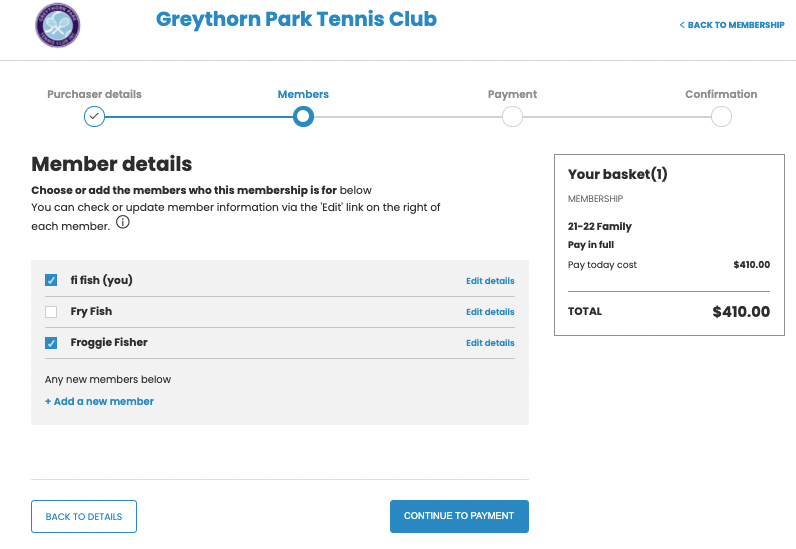 GREYTHORN PARK
TENNIS CLUB
Greythorn Park Tennis Club
< BACK TO MEMBERSHIP
Purchaser details
Members
Payment
Confirmation
Member details
Choose or add the members who this membership is for below
You can check or update member information via the 'Edit' link on the right of
each member.
fi fish (you)
Edit details
Fry Fish
Edit details
Froggie Fisher
Edit details
Any new members below
+ Add a new member
BACK TO DETAILS
CONTINUE TO PAYMENT
Your basket(1)
MEMBERSHIP
21-22 Family
Pay in full
Pay today cost
$410.00
TOTAL
$410.00